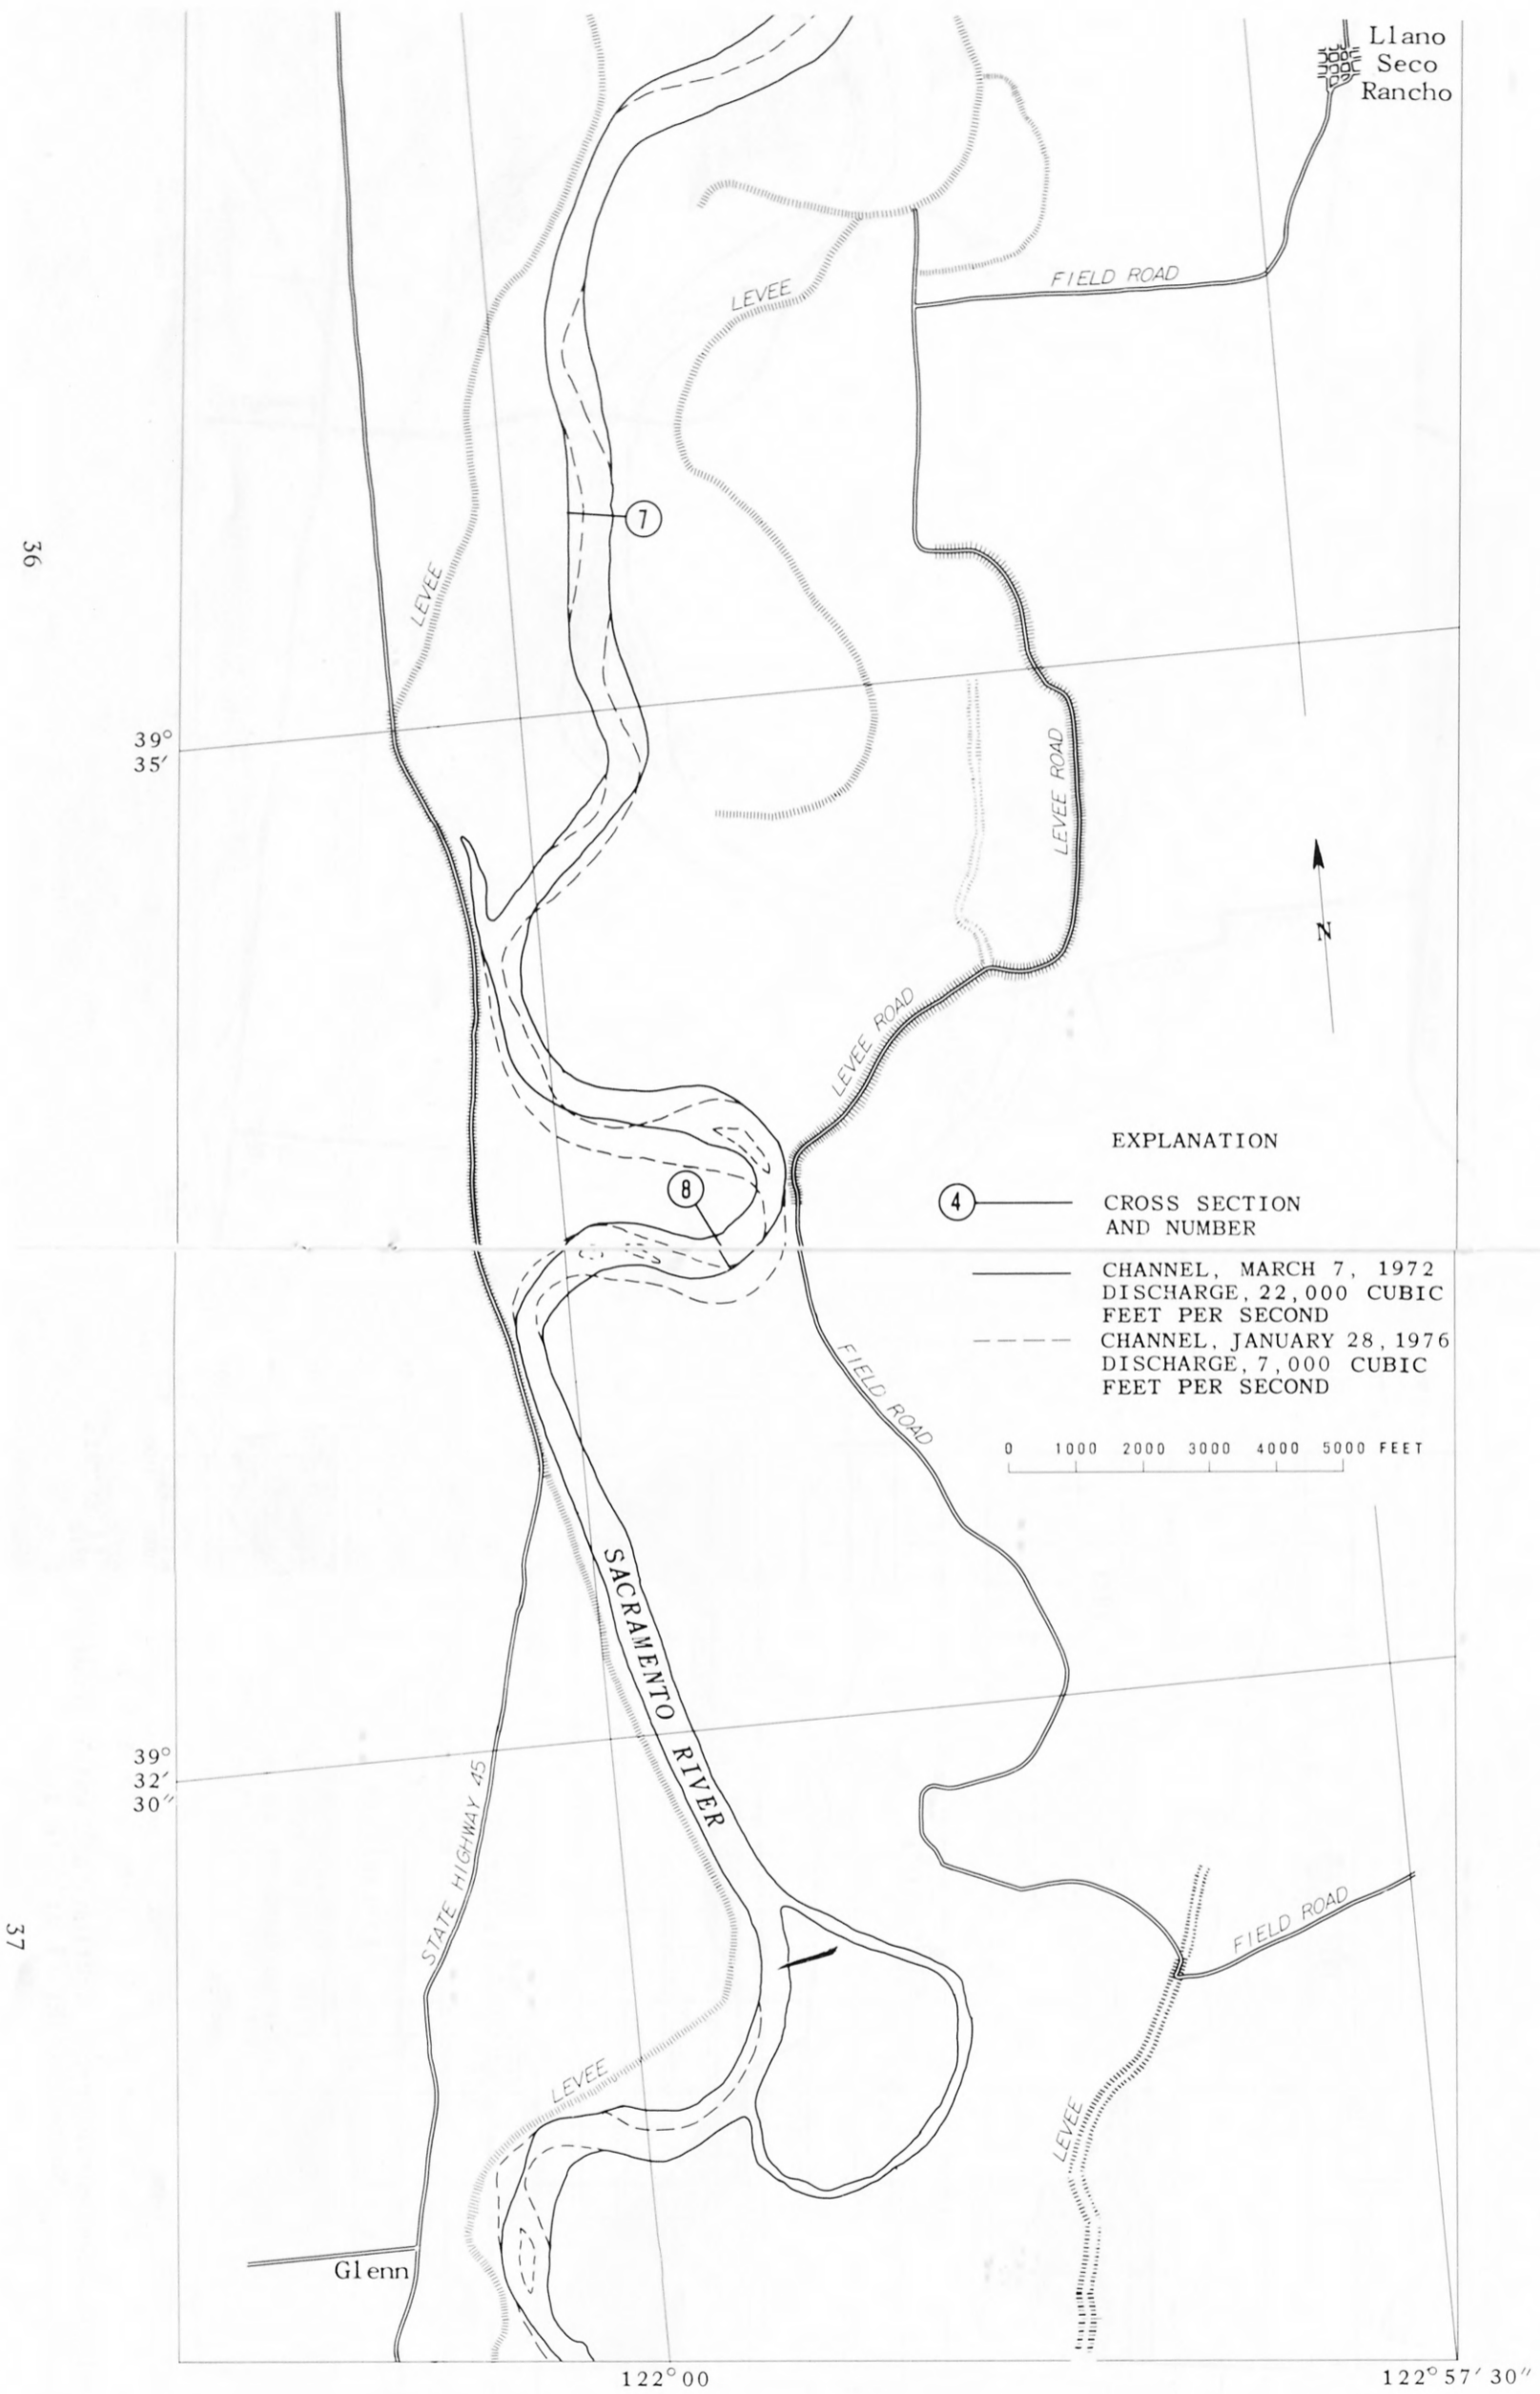 Llano
Seco
Rancho
FIELD ROAD
LEVEE
7
36
LEVEE
39°
35′
LEVEE ROAD
N
LEVEE ROAD
EXPLANATION
8
4
CROSS SECTION
AND NUMBER
CHANNEL, MARCH 7, 1972
DISCHARGE, 22,000 CUBIC
FEET PER SECOND
CHANNEL, JANUARY 28, 1976
DISCHARGE, 7,000 CUBIC
FEET PER SECOND
FIELD ROAD
0 1000 2000 3000 4000 5000 FEET
SACRAMENTO RIVER
39°
32′
30″
STATE HIGHWAY 45
FIELD ROAD
37
LEVEE
LEVEE
Glenn
122°00
122°57′30″